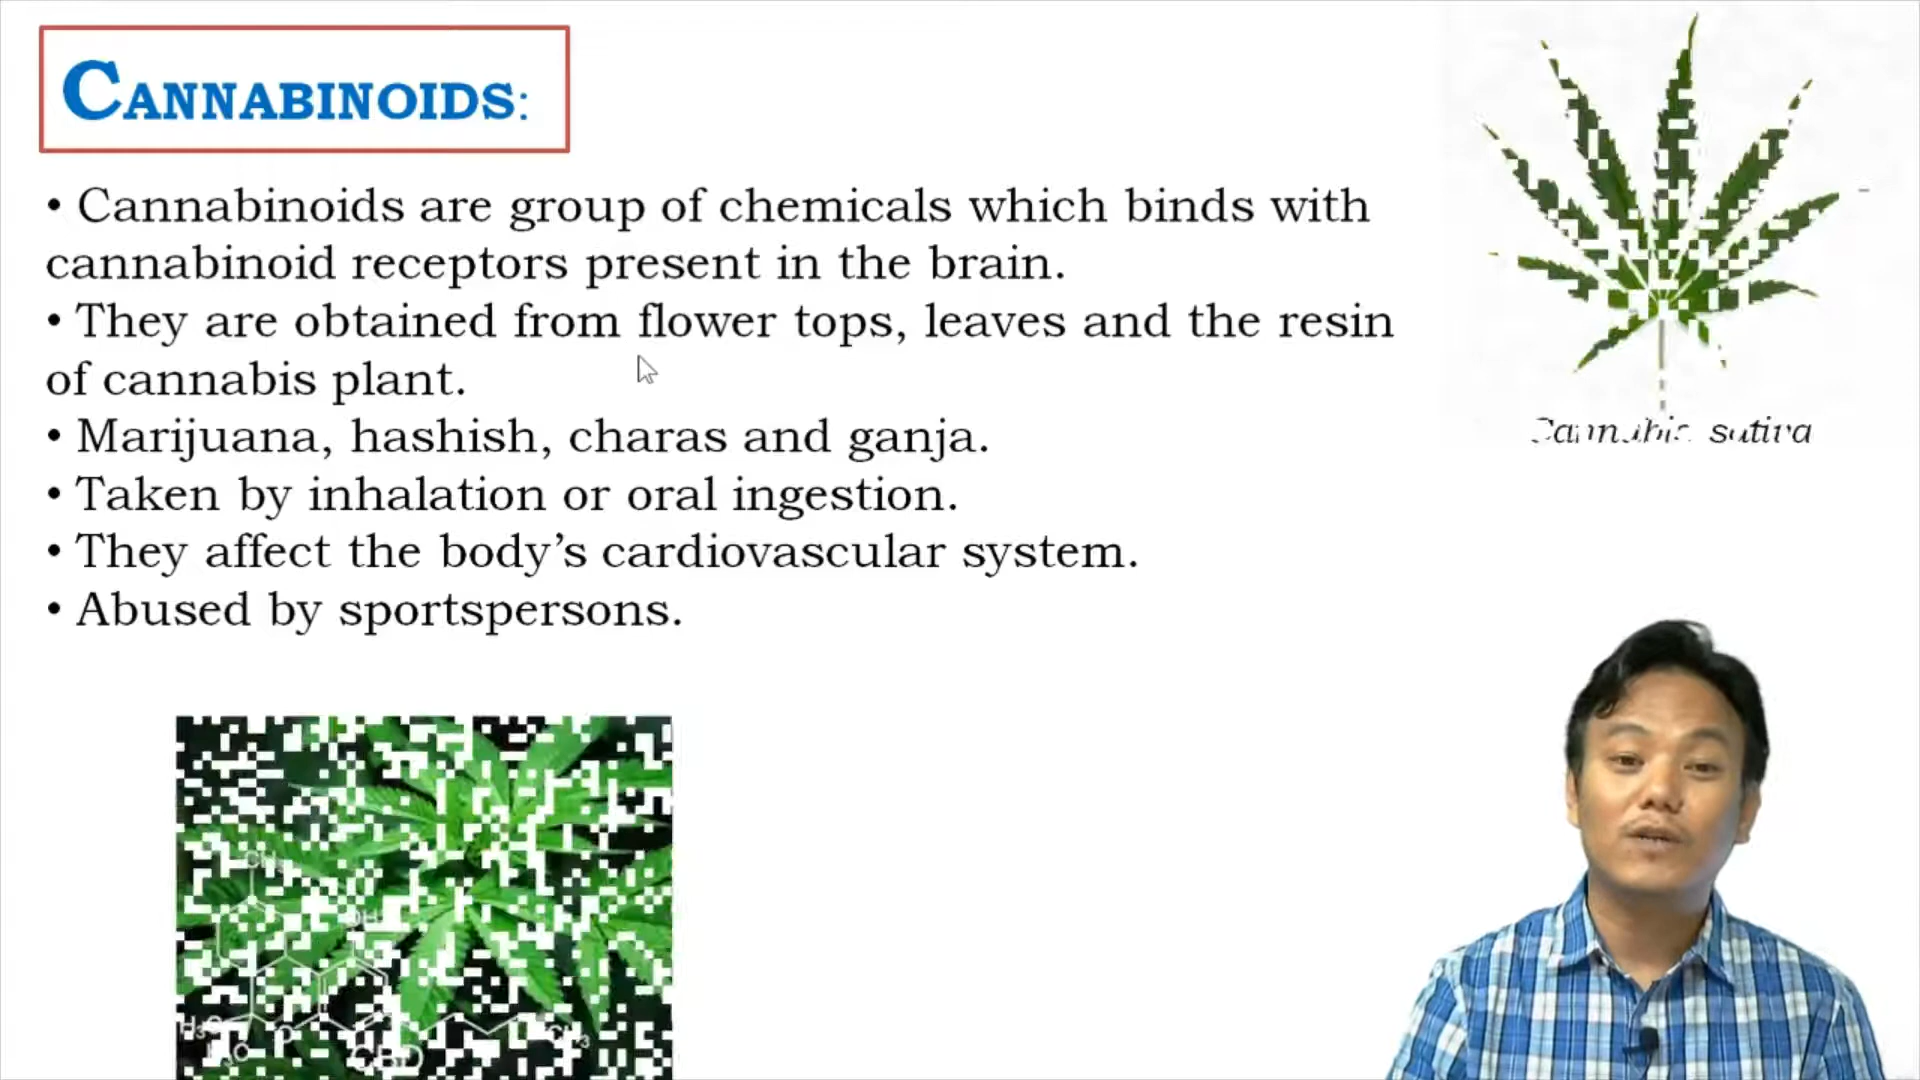 CANNABINOIDS:
• Cannabinoids are group of chemicals which binds with
cannabinoid receptors present in the brain.
• They are obtained from flower tops, leaves and the resin
of cannabis plant.
• Marijuana, hashish, charas and ganja.
• Taken by inhalation or oral ingestion.
• They affect the body’s cardiovascular system.
• Abused by sportspersons.
sativa
CBD